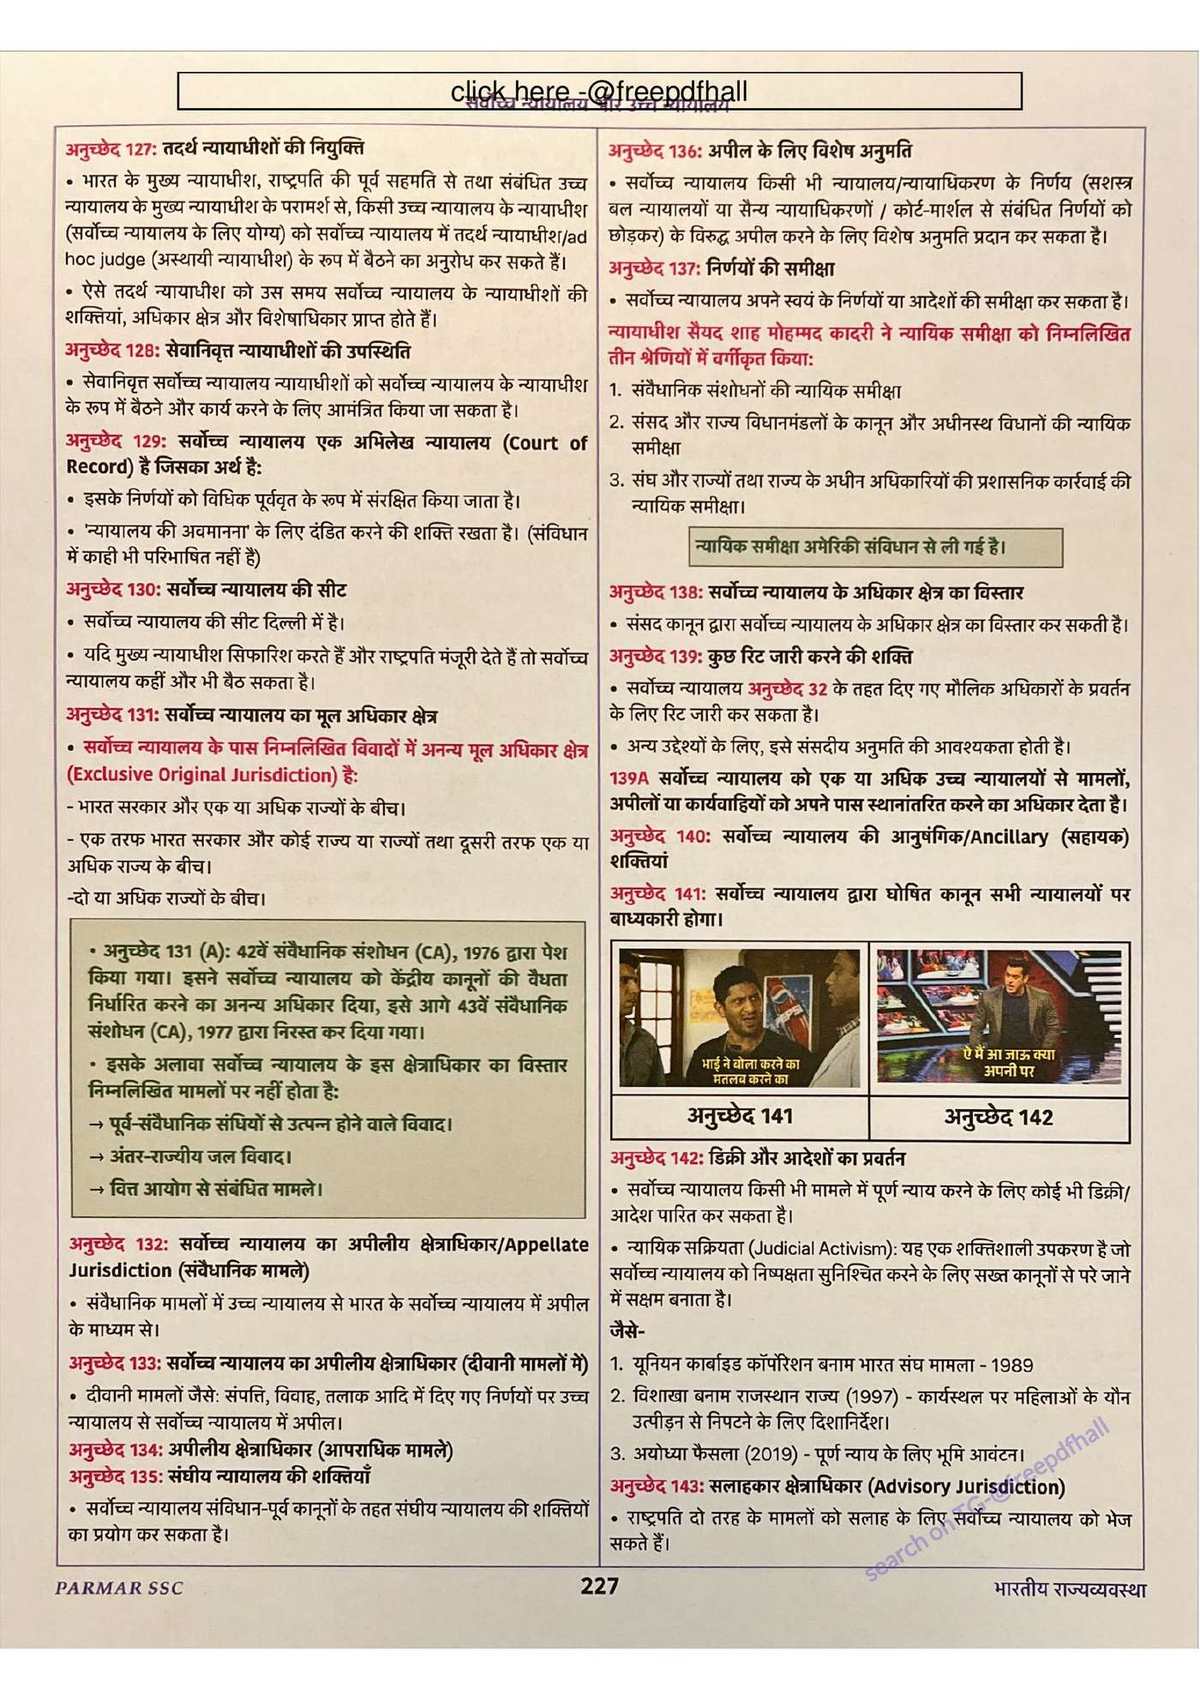 click here -@freepdfhall
सर्वोच्च न्यायालय और उच्च न्यायालय
अनुच्छेद 127: तदर्थ न्यायाधीशों की नियुक्ति
• भारत के मुख्य न्यायाधीश, राष्ट्रपति की पूर्व सहमति से तथा संबंधित उच्च
न्यायालय के मुख्य न्यायाधीश के परामर्श से, किसी उच्च न्यायालय के न्यायाधीश
(सर्वोच्च न्यायालय के लिए योग्य) को सर्वोच्च न्यायालय में तदर्थ न्यायाधीश/ad
hoc judge (अस्थायी न्यायाधीश) के रूप में बैठने का अनुरोध कर सकते हैं।
• ऐसे तदर्थ न्यायाधीश को उस समय सर्वोच्च न्यायालय के न्यायाधीशों की
शक्तियां, अधिकार क्षेत्र और विशेषाधिकार प्राप्त होते हैं।
अनुच्छेद 128: सेवानिवृत्त न्यायाधीशों की उपस्थिति
• सेवानिवृत्त सर्वोच्च न्यायालय न्यायाधीशों को सर्वोच्च न्यायालय के न्यायाधीश
के रूप में बैठने और कार्य करने के लिए आमंत्रित किया जा सकता है।
अनुच्छेद 129: सर्वोच्च न्यायालय एक अभिलेख न्यायालय (Court of
Record) है जिसका अर्थ है:
• इसके निर्णयों को विधिक पूर्ववृत के रूप में संरक्षित किया जाता है।
• 'न्यायालय की अवमानना' के लिए दंडित करने की शक्ति रखता है। (संविधान
में काही भी परिभाषित नहीं है)
अनुच्छेद 130: सर्वोच्च न्यायालय की सीट
• सर्वोच्च न्यायालय की सीट दिल्ली में है।
• यदि मुख्य न्यायाधीश सिफारिश करते हैं और राष्ट्रपति मंजूरी देते हैं तो सर्वोच्च
न्यायालय कहीं और भी बैठ सकता है।
अनुच्छेद 131: सर्वोच्च न्यायालय का मूल अधिकार क्षेत्र
• सर्वोच्च न्यायालय के पास निम्नलिखित विवादों में अनन्य मूल अधिकार क्षेत्र
(Exclusive Original Jurisdiction) है:
- भारत सरकार और एक या अधिक राज्यों के बीच।
- एक तरफ भारत सरकार और कोई राज्य या राज्यों तथा दूसरी तरफ एक या
अधिक राज्य के बीच।
-दो या अधिक राज्यों के बीच।
• अनुच्छेद 131 (A): 42वें संवैधानिक संशोधन (CA), 1976 द्वारा पेश
किया गया। इसने सर्वोच्च न्यायालय को केंद्रीय कानूनों की वैधता
निर्धारित करने का अनन्य अधिकार दिया, इसे आगे 43वें संवैधानिक
संशोधन (CA), 1977 द्वारा निरस्त कर दिया गया।
• इसके अलावा सर्वोच्च न्यायालय के इस क्षेत्राधिकार का विस्तार
निम्नलिखित मामलों पर नहीं होता है:
→ पूर्व-संवैधानिक संधियों से उत्पन्न होने वाले विवाद।
→ अंतर-राज्यीय जल विवाद।
→ वित्त आयोग से संबंधित मामले।
अनुच्छेद 132: सर्वोच्च न्यायालय का अपीलीय क्षेत्राधिकार/Appellate
Jurisdiction (संवैधानिक मामले)
• संवैधानिक मामलों में उच्च न्यायालय से भारत के सर्वोच्च न्यायालय में अपील
के माध्यम से।
अनुच्छेद 133: सर्वोच्च न्यायालय का अपीलीय क्षेत्राधिकार (दीवानी मामलों में)
• दीवानी मामलों जैसे: संपत्ति, विवाह, तलाक आदि में दिए गए निर्णयों पर उच्च
न्यायालय से सर्वोच्च न्यायालय में अपील।
अनुच्छेद 134: अपीलीय क्षेत्राधिकार (आपराधिक मामले)
अनुच्छेद 135: संघीय न्यायालय की शक्तियाँ
• सर्वोच्च न्यायालय संविधान-पूर्व कानूनों के तहत संघीय न्यायालय की शक्तियों
का प्रयोग कर सकता है।
अनुच्छेद 136: अपील के लिए विशेष अनुमति
• सर्वोच्च न्यायालय किसी भी न्यायालय/न्यायाधिकरण के निर्णय (सशस्त्र
बल न्यायालयों या सैन्य न्यायाधिकरणों / कोर्ट-मार्शल से संबंधित निर्णयों को
छोड़कर) के विरुद्ध अपील करने के लिए विशेष अनुमति प्रदान कर सकता है।
अनुच्छेद 137: निर्णयों की समीक्षा
• सर्वोच्च न्यायालय अपने स्वयं के निर्णयों या आदेशों की समीक्षा कर सकता है।
न्यायाधीश सैयद शाह मोहम्मद कादरी ने न्यायिक समीक्षा को निम्नलिखित
तीन श्रेणियों में वर्गीकृत किया:
1. संवैधानिक संशोधनों की न्यायिक समीक्षा
2. संसद और राज्य विधानमंडलों के कानून और अधीनस्थ विधानों की न्यायिक
समीक्षा
3. संघ और राज्यों तथा राज्य के अधीन अधिकारियों की प्रशासनिक कार्रवाई की
न्यायिक समीक्षा।
न्यायिक समीक्षा अमेरिकी संविधान से ली गई है।
अनुच्छेद 138: सर्वोच्च न्यायालय के अधिकार क्षेत्र का विस्तार
• संसद कानून द्वारा सर्वोच्च न्यायालय के अधिकार क्षेत्र का विस्तार कर सकती है।
अनुच्छेद 139: कुछ रिट जारी करने की शक्ति
• सर्वोच्च न्यायालय अनुच्छेद 32 के तहत दिए गए मौलिक अधिकारों के प्रवर्तन
के लिए रिट जारी कर सकता है।
• अन्य उद्देश्यों के लिए, इसे संसदीय अनुमति की आवश्यकता होती है।
139A सर्वोच्च न्यायालय को एक या अधिक उच्च न्यायालयों से मामलों,
अपीलों या कार्यवाहियों को अपने पास स्थानांतरित करने का अधिकार देता है।
अनुच्छेद 140: सर्वोच्च न्यायालय की आनुषंगिक/Ancillary (सहायक)
शक्तियां
अनुच्छेद 141: सर्वोच्च न्यायालय द्वारा घोषित कानून सभी न्यायालयों पर
बाध्यकारी होगा।
भाई ने बोला करने का
मतलब करने का
ऐ मैं आ जाऊ क्या
अपनी पर
अनुच्छेद 141
अनुच्छेद 142
अनुच्छेद 142: डिक्री और आदेशों का प्रवर्तन
• सर्वोच्च न्यायालय किसी भी मामले में पूर्ण न्याय करने के लिए कोई भी डिक्री/
आदेश पारित कर सकता है।
• न्यायिक सक्रियता (Judicial Activism): यह एक शक्तिशाली उपकरण है जो
सर्वोच्च न्यायालय को निष्पक्षता सुनिश्चित करने के लिए सख्त कानूनों से परे जाने
में सक्षम बनाता है।
जैसे-
1. यूनियन कार्बाइड कॉर्पोरेशन बनाम भारत संघ मामला - 1989
2. विशाखा बनाम राजस्थान राज्य (1997) - कार्यस्थल पर महिलाओं के यौन
उत्पीड़न से निपटने के लिए दिशानिर्देश।
3. अयोध्या फैसला (2019) - पूर्ण न्याय के लिए भूमि आवंटन।
अनुच्छेद 143: सलाहकार क्षेत्राधिकार (Advisory Jurisdiction)
• राष्ट्रपति दो तरह के मामलों को सलाह के लिए सर्वोच्च न्यायालय को भेज
सकते हैं।
search on TG-@freepdfhall
PARMAR SSC
227
भारतीय राज्यव्यवस्था